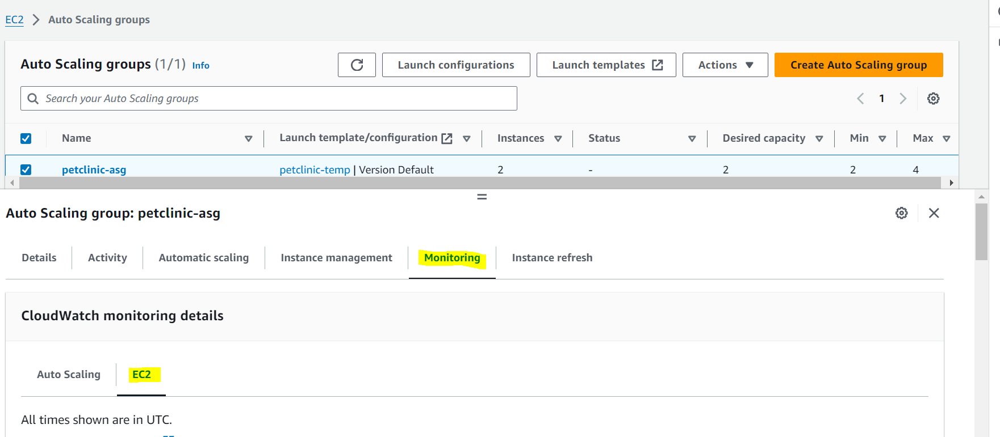 EC2 Auto Scaling groups
Auto Scaling groups (1/1) Info
Launch configurations
Launch templates
Actions
Create Auto Scaling group
Search your Auto Scaling groups
1
Name Launch template/configuration Instances Status Desired capacity Min Max
petclinic-asg petclinic-temp | Version Default 2 - 2 2 4
Auto Scaling group: petclinic-asg
Details Activity Automatic scaling Instance management Monitoring Instance refresh
CloudWatch monitoring details
Auto Scaling EC2
All times shown are in UTC.